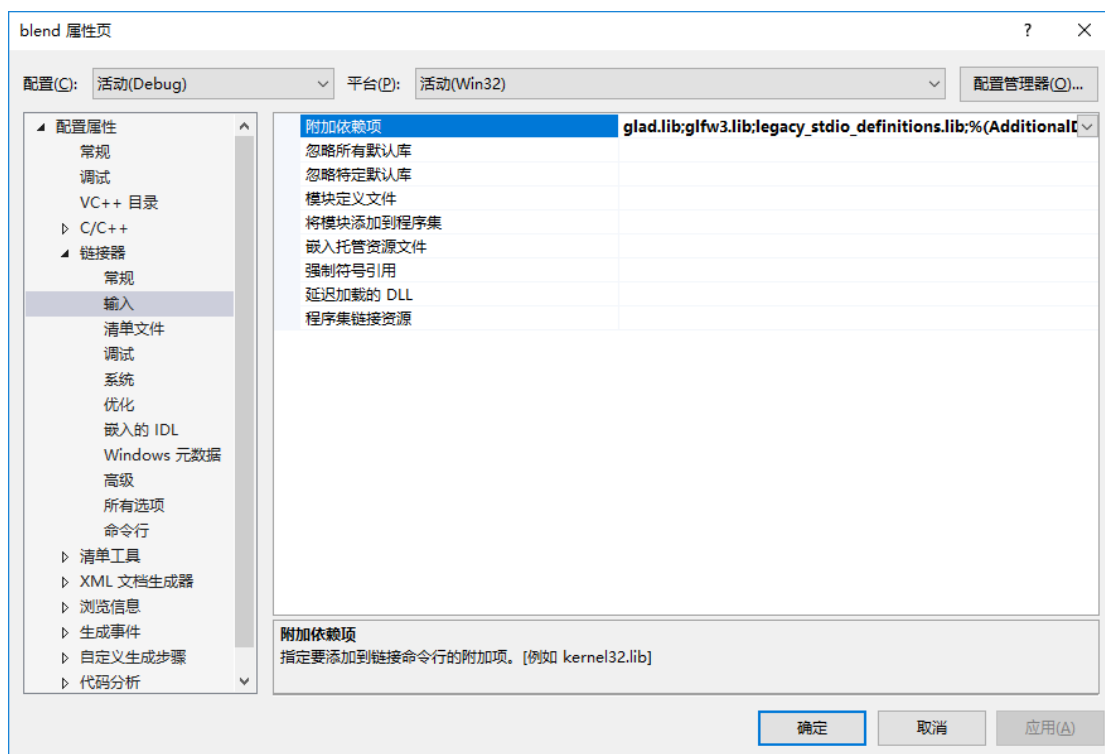 blend 属性页
配置(C): 活动(Debug) 平台(P): 活动(Win32) 配置管理器(O)...
配置属性
常规
调试
VC++ 目录
C/C++
链接器
常规
输入
清单文件
调试
系统
优化
嵌入的 IDL
Windows 元数据
高级
所有选项
命令行
清单工具
XML 文档生成器
浏览信息
生成事件
自定义生成步骤
代码分析
附加依赖项 glad.lib;glfw3.lib;legacy_stdio_definitions.lib;%(AdditionalD
忽略所有默认库
忽略特定默认库
模块定义文件
将模块添加到程序集
嵌入托管资源文件
强制符号引用
延迟加载的 DLL
程序集链接资源
附加依赖项
指定要添加到链接命令行的附加项。[例如 kernel32.lib]
确定 取消 应用(A)